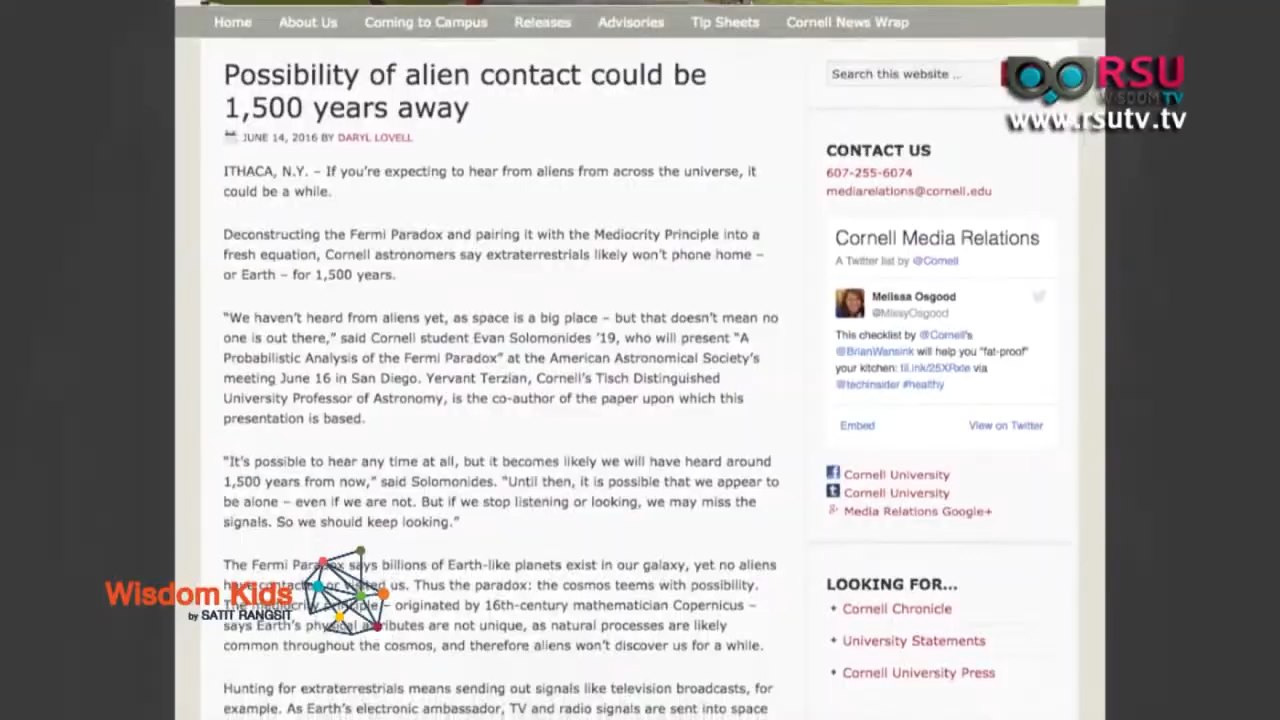 Home About Us Coming to Campus Releases Advisories Tip Sheets Cornell News Wrap
Possibility of alien contact could be
1,500 years away
JUNE 14, 2016 BY DARYL LOVELL
ITHACA, N.Y. – If you're expecting to hear from aliens from across the universe, it
could be a while.
Deconstructing the Fermi Paradox and pairing it with the Mediocrity Principle into a
fresh equation, Cornell astronomers say extraterrestrials likely won't phone home –
or Earth – for 1,500 years.
"We haven't heard from aliens yet, as space is a big place – but that doesn't mean no
one is out there," said Cornell student Evan Solomonides '19, who will present "A
Probabilistic Analysis of the Fermi Paradox" at the American Astronomical Society's
meeting June 16 in San Diego. Yervant Terzian, Cornell's Tisch Distinguished
University Professor of Astronomy, is the co-author of the paper upon which this
presentation is based.
"It's possible to hear any time at all, but it becomes likely we will have heard around
1,500 years from now," said Solomonides. "Until then, it is possible that we appear to
be alone – even if we are not. But if we stop listening or looking, we may miss the
signals. So we should keep looking."
The Fermi Paradox says billions of Earth-like planets exist in our galaxy, yet no aliens
have contacted or visited us. Thus the paradox: the cosmos teems with possibility.
The mediocrity principle – originated by 16th-century mathematician Copernicus –
says Earth's physical attributes are not unique, as natural processes are likely
common throughout the cosmos, and therefore aliens won't discover us for a while.
Hunting for extraterrestrials means sending out signals like television broadcasts, for
example. As Earth's electronic ambassador, TV and radio signals are sent into space
Wisdom Kids
by SATIT RANGSIT
Search this website ...
RSU
WISDOM TV
www.rsutv.tv
CONTACT US
607-255-6074
mediarelations@cornell.edu
Cornell Media Relations
A Twitter list by @Cornell
Melissa Osgood
@MissyOsgood
This checklist by @Cornell's
@BrianWansink will help you "fat-proof"
your kitchen: tii.ink/25XRxle via
@techinsider #healthy
Embed View on Twitter
Cornell University
Cornell University
Media Relations Google+
LOOKING FOR...
Cornell Chronicle
University Statements
Cornell University Press